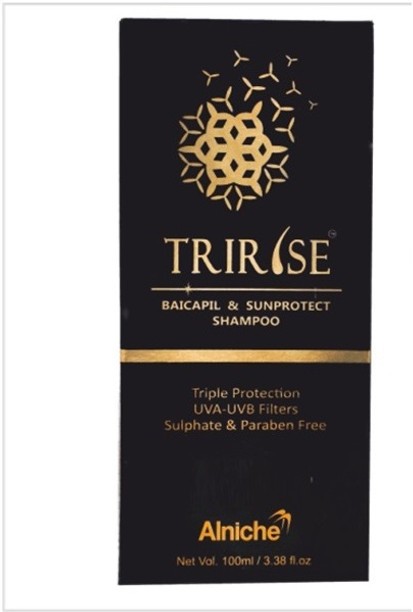 TRIRISE
BAICAPIL & SUNPROTECT
SHAMPOO
Triple Protection
UVA-UVB Filters
Sulphate & Paraben Free
Alniche
Net Vol. 100ml / 3.38 fl.oz